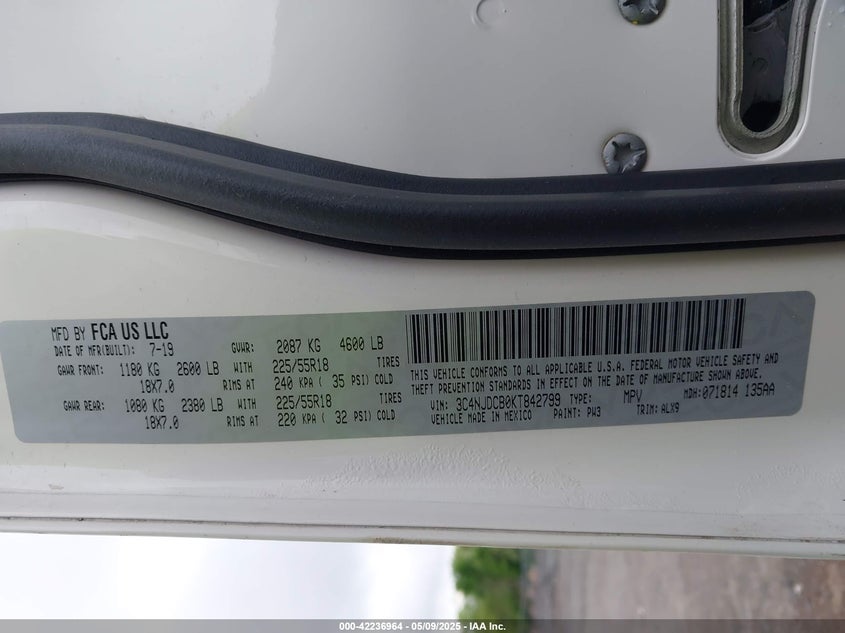 MFD BY FCA US LLC
DATE OF MFR(BUILT): 7-19 GVWR: 2087 KG 4600 LB
GAWR FRONT: 1180 KG 2600 LB WITH 225/55R18 TIRES
18X7.0 RIMS AT 240 KPA ( 35 PSI) COLD
GAWR REAR: 1080 KG 2380 LB WITH 225/55R18 TIRES
18X7.0 RIMS AT 220 KPA ( 32 PSI) COLD
THIS VEHICLE CONFORMS TO ALL APPLICABLE U.S.A. FEDERAL MOTOR VEHICLE SAFETY AND
THEFT PREVENTION STANDARDS IN EFFECT ON THE DATE OF MANUFACTURE SHOWN ABOVE.
VIN: 3C4NJDCB0KT842799 TYPE: MPV MDH: 071814 135AA
VEHICLE MADE IN MEXICO PAINT: PW3 TRIM: ALX9
000-42236964 - 05/09/2025 - IAA Inc.